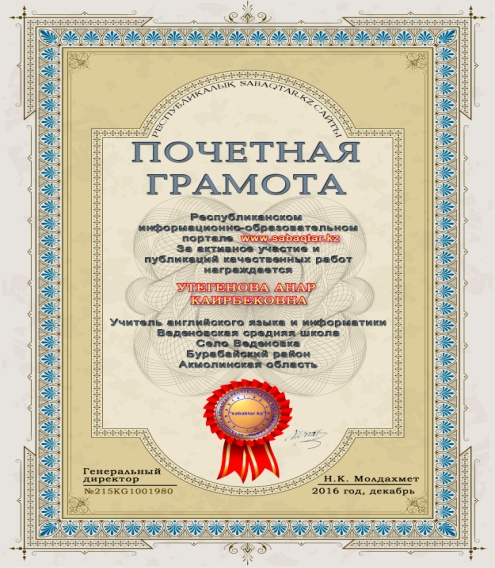 РЕСПУБЛИКАЛЫҚ SABAQTAR.KZ САЙТЫ
ПОЧЕТНАЯ
ГРАМОТА
Республиканском
информационно-образовательном
портале www.sabaqtar.kz
За активное участие и
публикаций качественных работ
награждается
УТЕГЕНОВА АНАР
КАИРБЕКОВНА
Учитель английского языка и информатики
Веденовская средняя школа
Село Веденовка
Бурабайский район
Акмолинская область
"sabaktar.kz"
Генеральный
директор
Н.К. Молдахмет
№215KG1001980
2016 год, декабрь